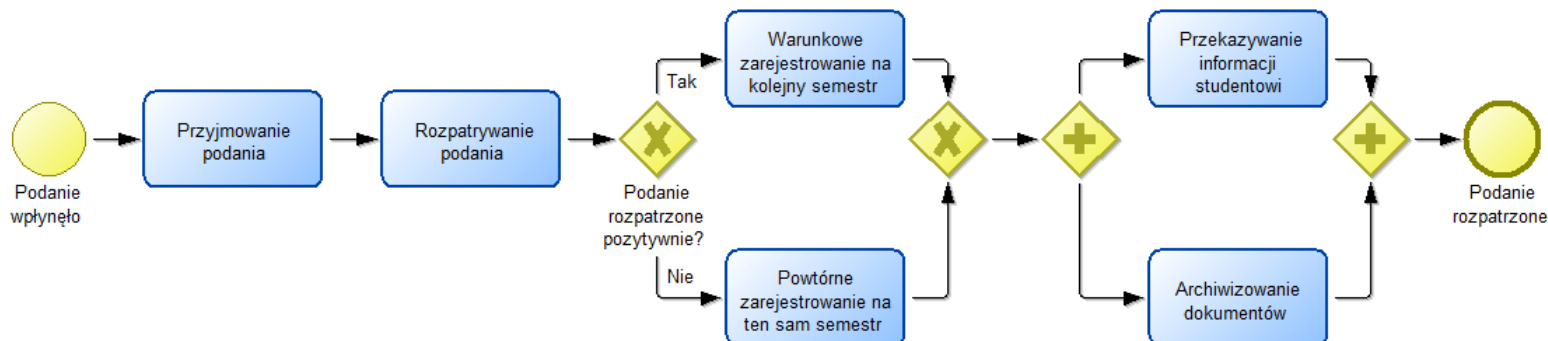 Podanie
wpłynęło
Przyjmowanie
podania
Rozpatrywanie
podania
Podanie
rozpatrzone
pozytywnie?
Tak
Warunkowe
zarejestrowanie na
kolejny semestr
Nie
Powtórne
zarejestrowanie na
ten sam semestr
Przekazywanie
informacji
studentowi
Archiwizowanie
dokumentów
Podanie
rozpatrzone